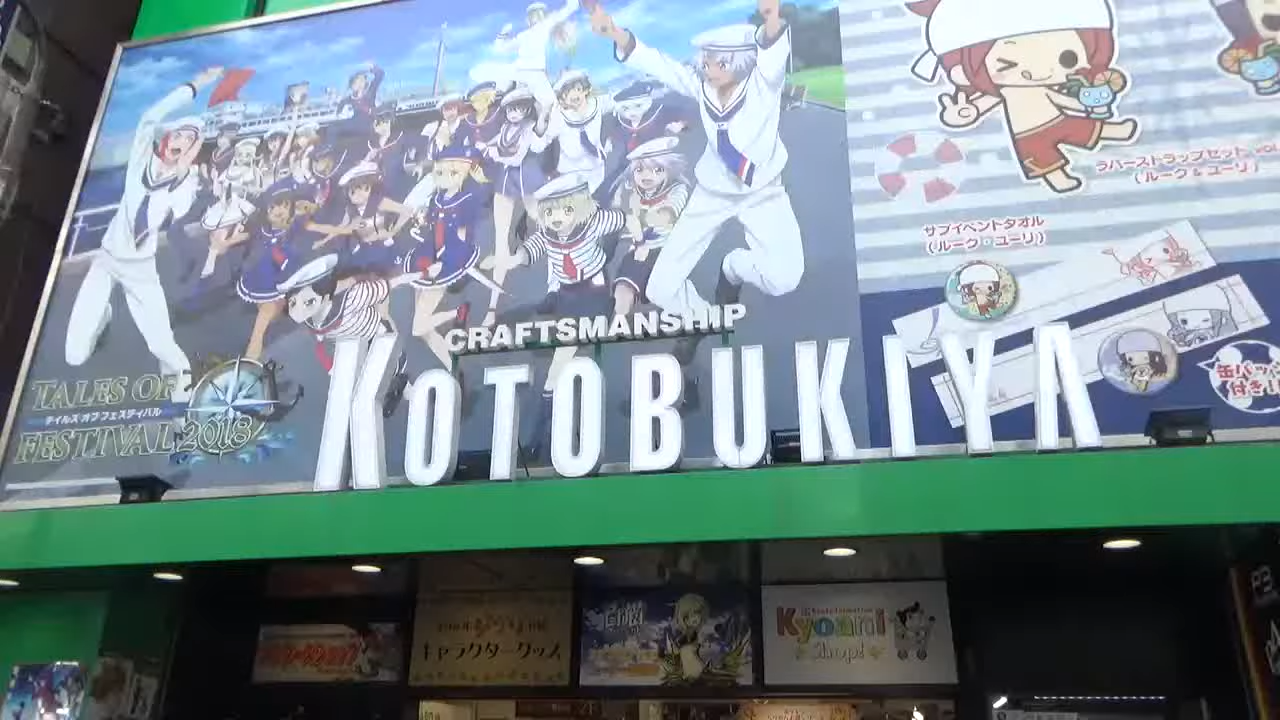 TALES OF
テイルズ オブ フェスティバル
FESTIVAL 2018
CRAFTSMANSHIP
KOTOBUKIYA
ラバーストラップセット VOL
(ルーク & ユーリ)
サブイベントタオル
(ルーク・ユーリ)
缶バッ
付き!
キャラクターグッズ
白猫
Kyoani
Shop!